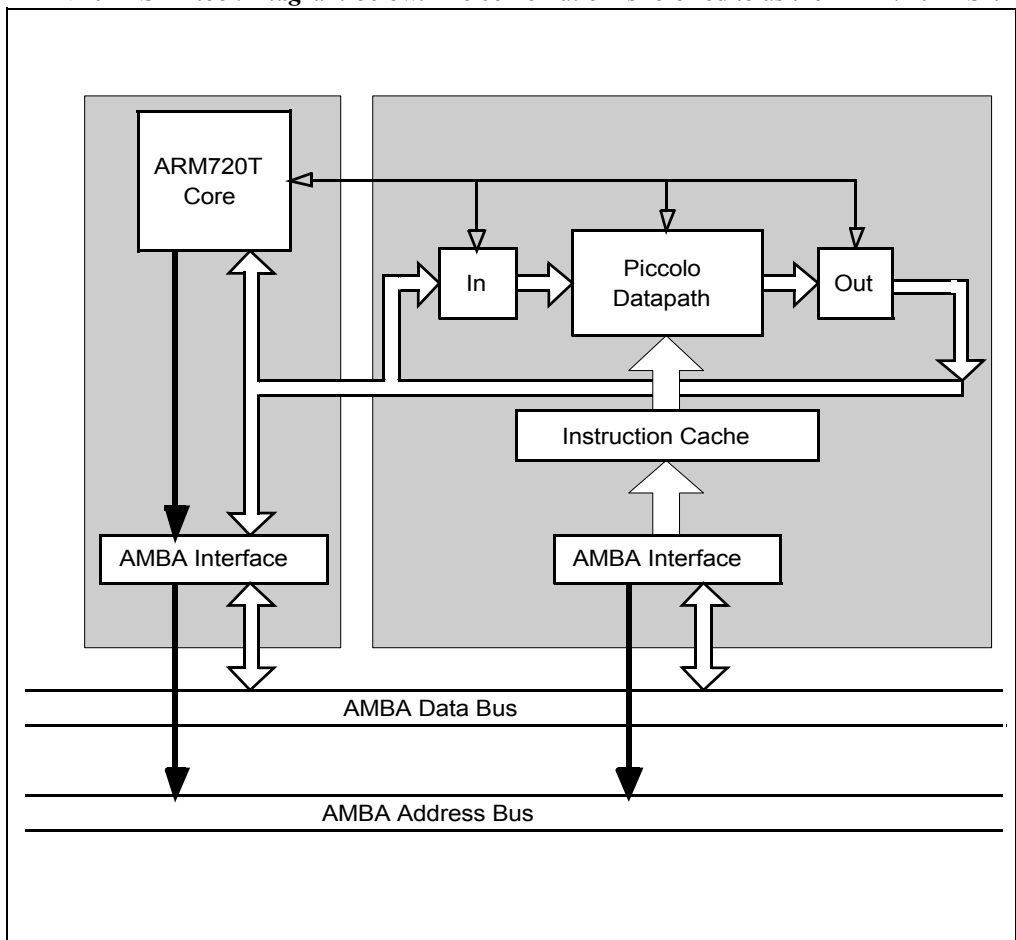 ARM720T
Core
In
Piccolo
Datapath
Out
Instruction Cache
AMBA Interface
AMBA Interface
AMBA Data Bus
AMBA Address Bus